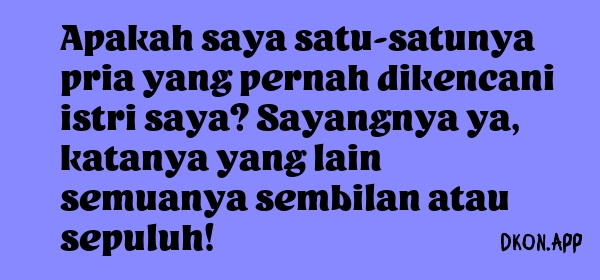 Apakah saya satu-satunya
pria yang pernah dikencani
istri saya? Sayangnya ya,
katanya yang lain
semuanya sembilan atau
sepuluh!
DKON.APP